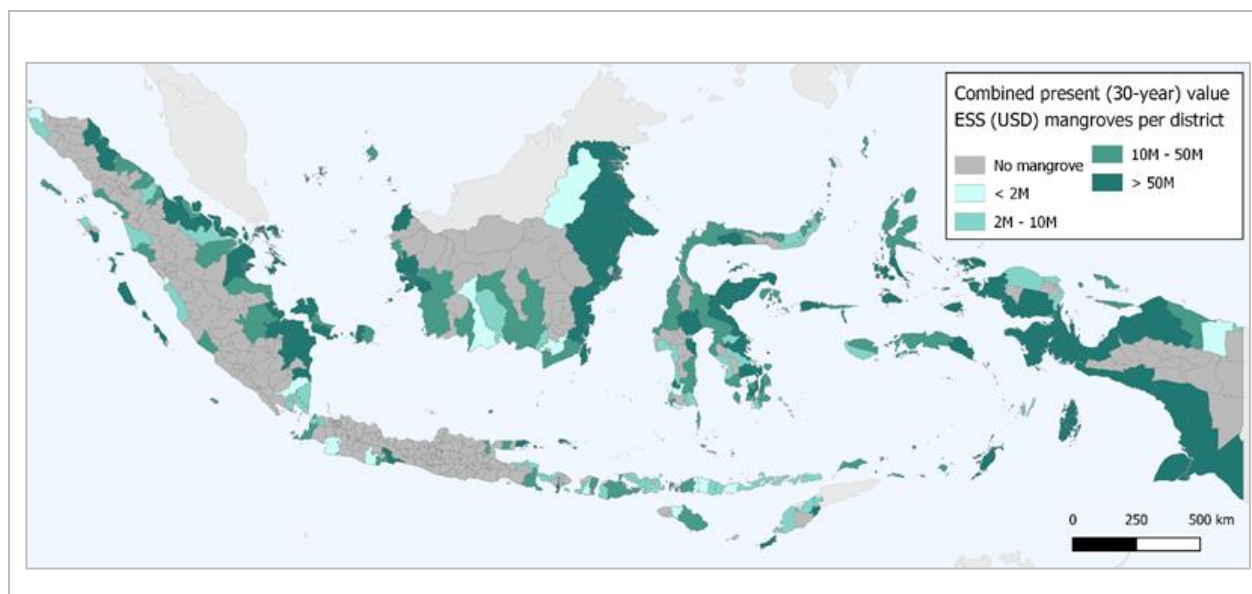 Combined present (30-year) value
ESS (USD) mangroves per district
No mangrove
< 2M
2M - 10M
10M - 50M
> 50M
0 250 500 km